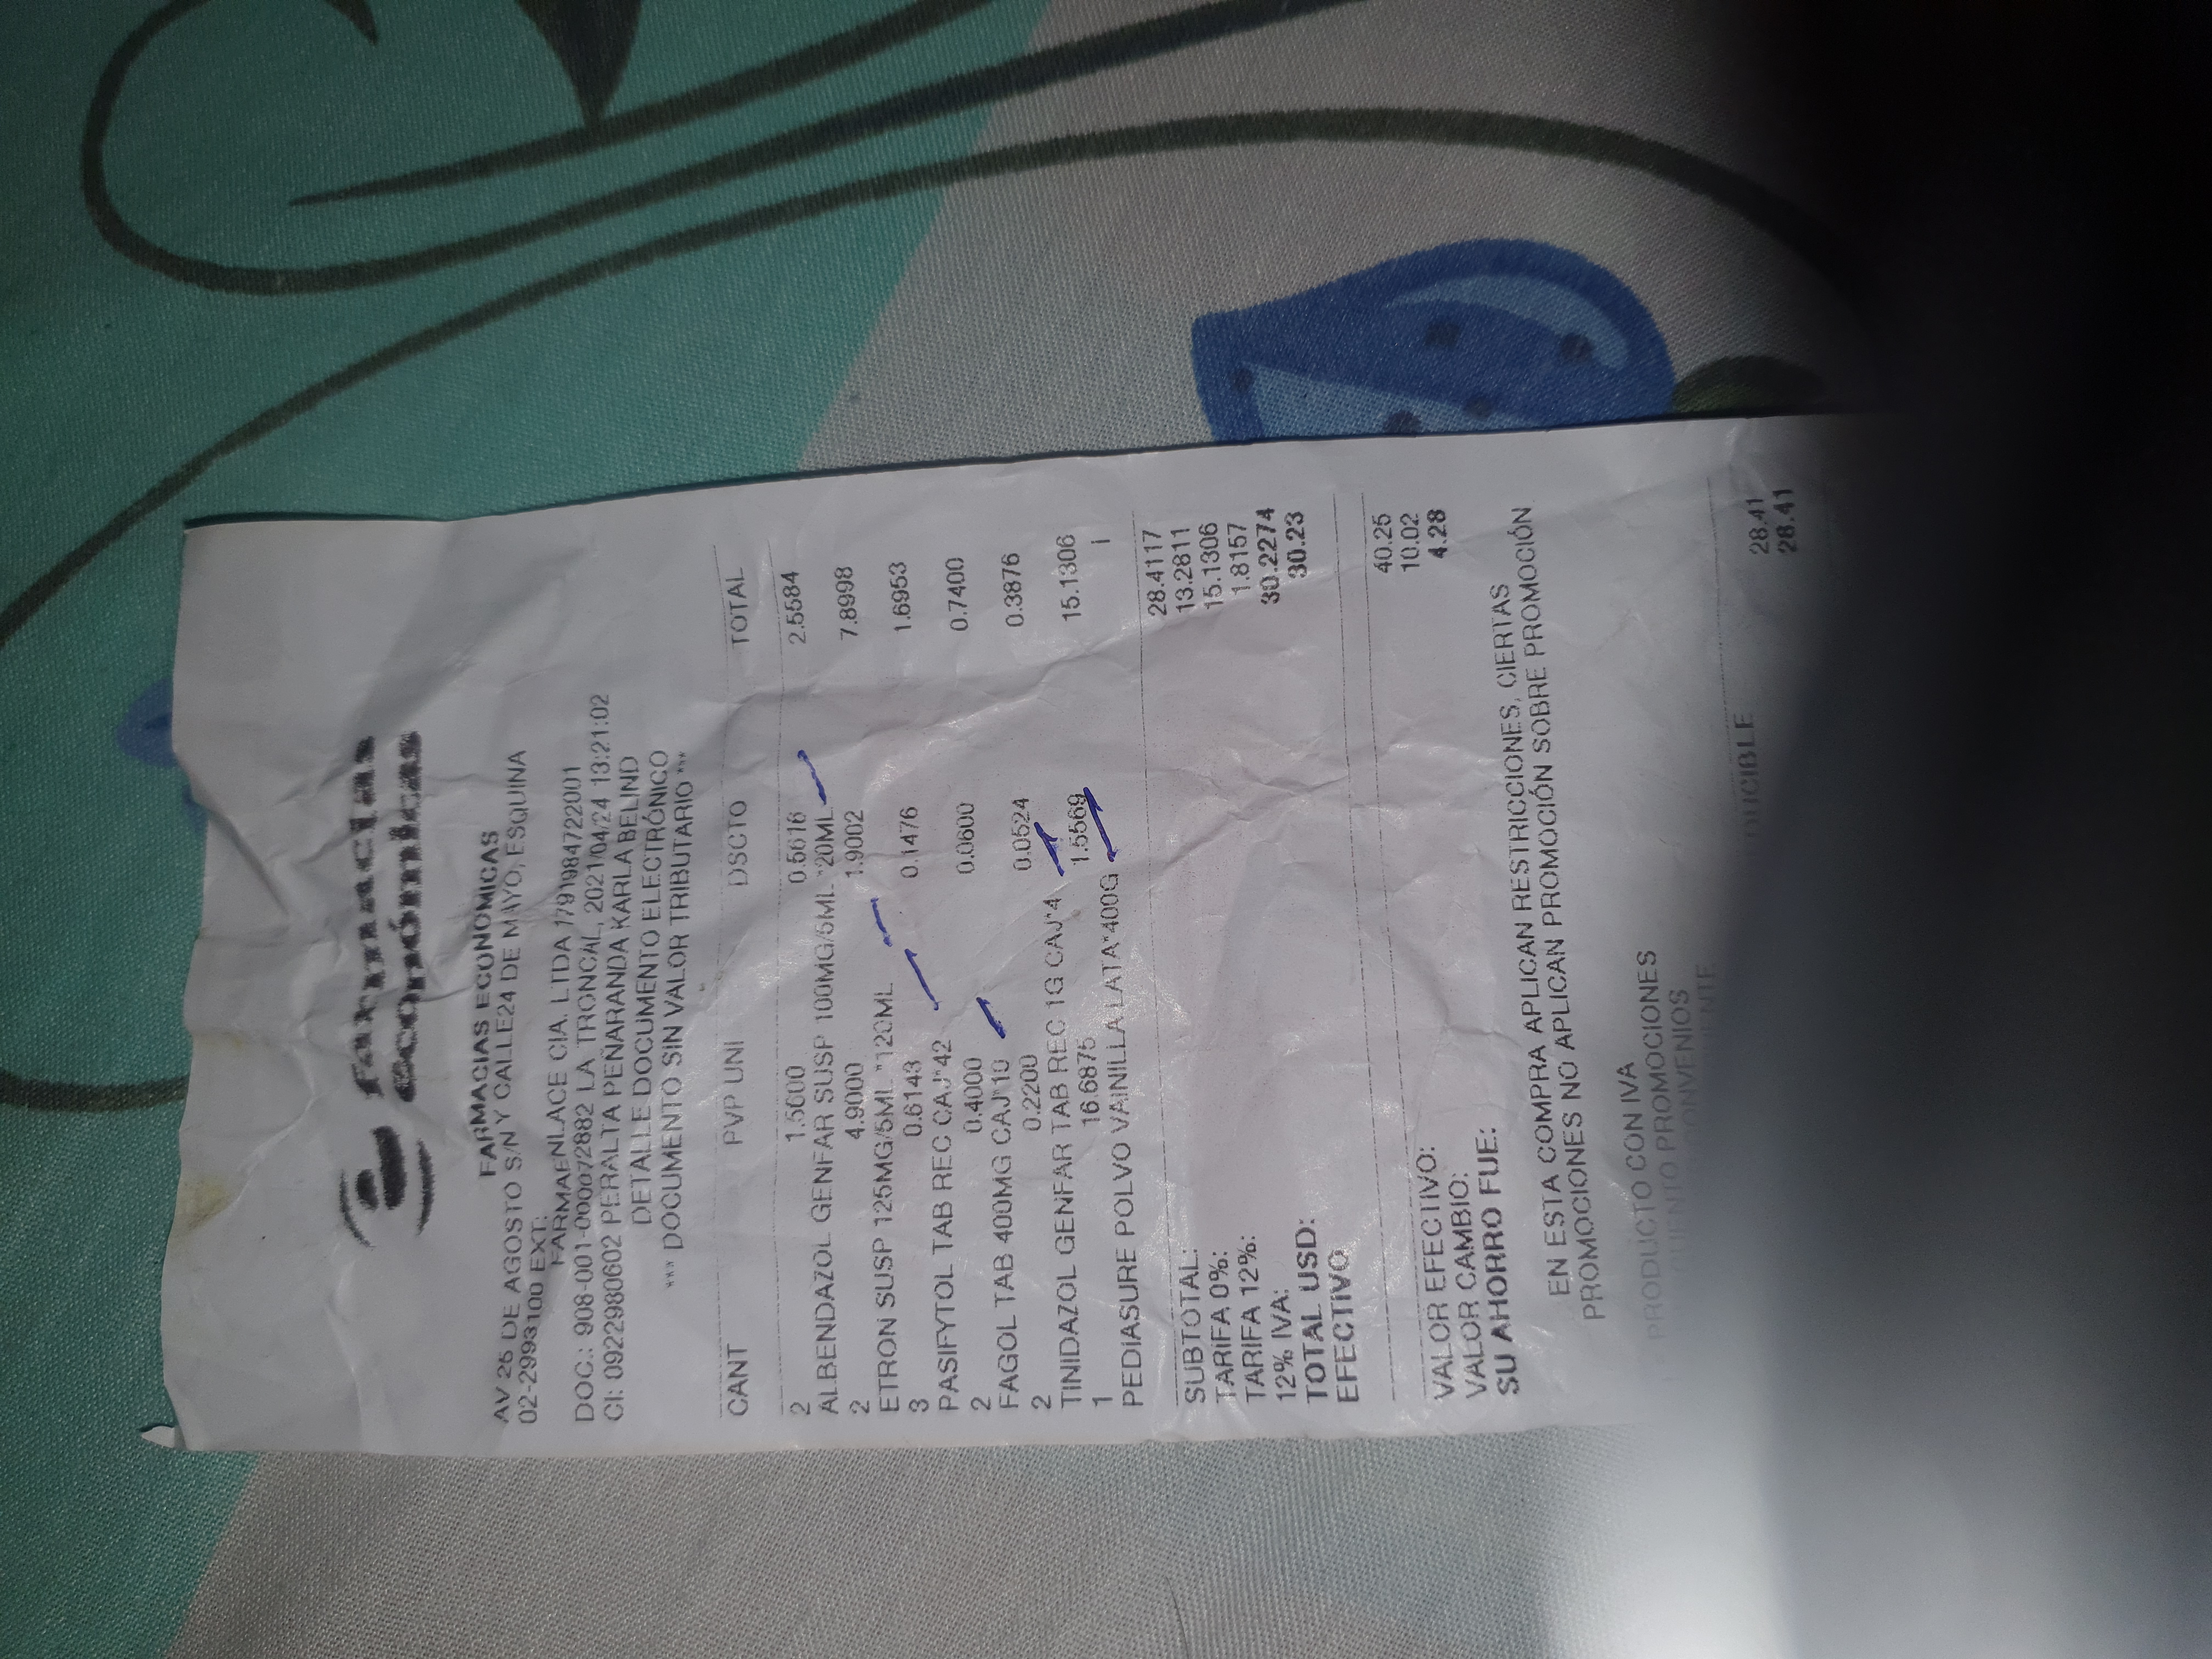 farmacias
económicas
FARMACIAS ECONOMICAS
AV 25 DE AGOSTO S/N Y CALLE24 DE MAYO, ESQUINA
02-2993100 EXT:
FARMAENLACE CIA. LTDA 1791984722001
DOC.: 908-001-000072882 LA TRONCAL, 2021/04/24 13:21:02
CI: 0922980602 PERALTA PEÑARANDA KARLA BELIND
DETALLE DOCUMENTO ELECTRÓNICO
*** DOCUMENTO SIN VALOR TRIBUTARIO ***
CANT PVP UNI DSCTO TOTAL
2 1.5600 0.5616 2.5584
ALBENDAZOL GENFAR SUSP 100MG/5ML *20ML
2 4.9000 1.9002 7.8998
ETRON SUSP 125MG/5ML *120ML
3 0.6143 0.1476 1.6953
PASIFYTOL TAB REC CAJ*42
2 0.4000 0.0600 0.7400
FAGOL TAB 400MG CAJ*10
2 0.2200 0.0524 0.3876
TINIDAZOL GENFAR TAB REC 1G CAJ*4
1 16.6875 1.5569 15.1306
PEDIASURE POLVO VAINILLA LATA*400G i
SUBTOTAL: 28.4117
TARIFA 0%: 13.2811
TARIFA 12%: 15.1306
12% IVA: 1.8157
TOTAL USD: 30.2274
EFECTIVO 30.23
VALOR EFECTIVO: 40.25
VALOR CAMBIO: 10.02
SU AHORRO FUE: 4.28
EN ESTA COMPRA APLICAN RESTRICCIONES, CIERTAS
PROMOCIONES NO APLICAN PROMOCIÓN SOBRE PROMOCIÓN
PRODUCTO CON IVA
PROMOCIONES
CONVENIOS
28.41
28.41